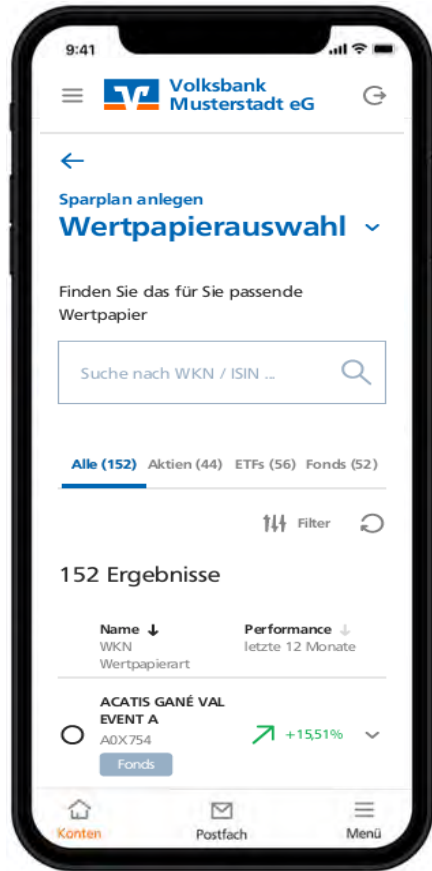 9:41
Volksbank
Musterstadt eG
Sparplan anlegen
Wertpapierauswahl
Finden Sie das für Sie passende
Wertpapier
Suche nach WKN / ISIN ...
Alle (152) Aktien (44) ETFs (56) Fonds (52)
Filter
152 Ergebnisse
Name Performance
WKN letzte 12 Monate
Wertpapierart
ACATIS GANÉ VAL
EVENT A
A0X754 +15,51%
Fonds
Konten Postfach Menü